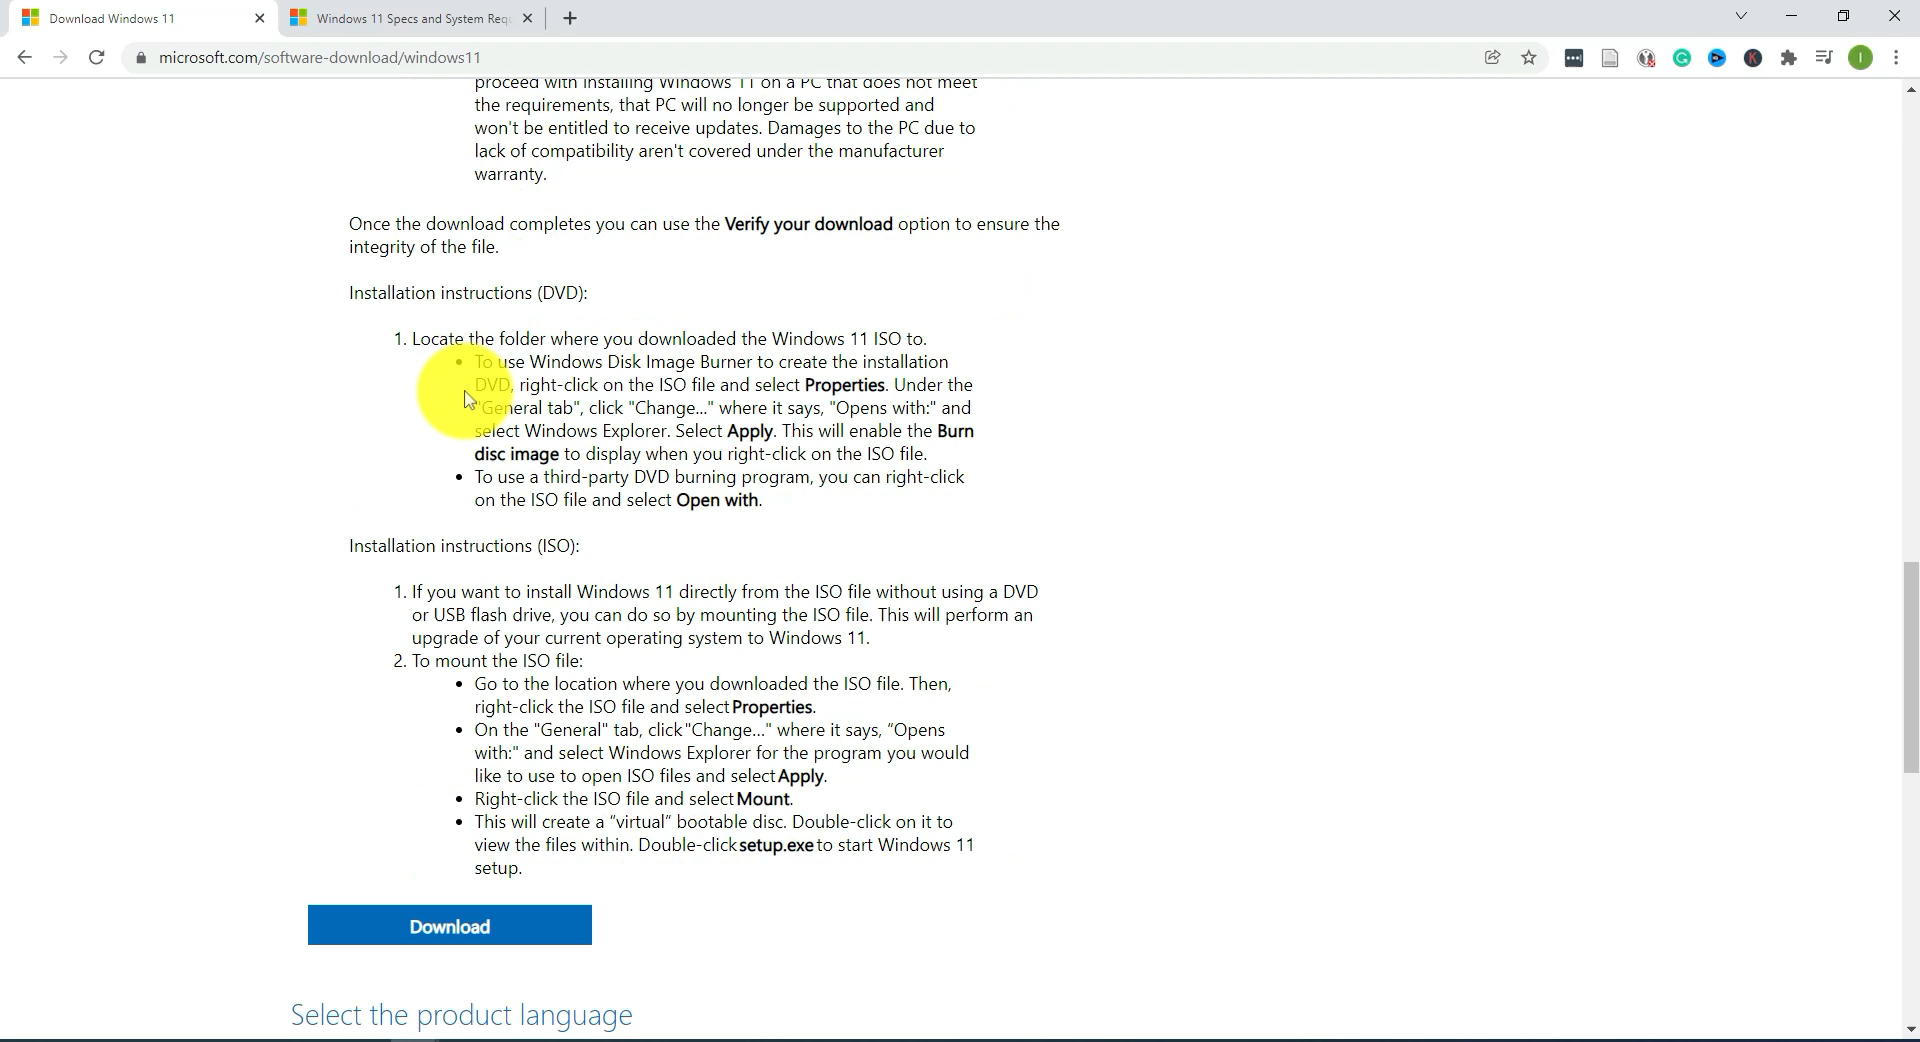 Download Windows 11
Windows 11 Specs and System Requ
microsoft.com/software-download/windows11
I
proceed with installing Windows 11 on a PC that does not meet
the requirements, that PC will no longer be supported and
won't be entitled to receive updates. Damages to the PC due to
lack of compatibility aren't covered under the manufacturer
warranty.
Once the download completes you can use the Verify your download option to ensure the
integrity of the file.
Installation instructions (DVD):
1. Locate the folder where you downloaded the Windows 11 ISO to.
• To use Windows Disk Image Burner to create the installation
DVD, right-click on the ISO file and select Properties. Under the
"General tab", click "Change..." where it says, "Opens with:" and
select Windows Explorer. Select Apply. This will enable the Burn
disc image to display when you right-click on the ISO file.
• To use a third-party DVD burning program, you can right-click
on the ISO file and select Open with.
Installation instructions (ISO):
1. If you want to install Windows 11 directly from the ISO file without using a DVD
or USB flash drive, you can do so by mounting the ISO file. This will perform an
upgrade of your current operating system to Windows 11.
2. To mount the ISO file:
• Go to the location where you downloaded the ISO file. Then,
right-click the ISO file and select Properties.
• On the "General" tab, click "Change..." where it says, “Opens
with:" and select Windows Explorer for the program you would
like to use to open ISO files and select Apply.
• Right-click the ISO file and select Mount.
• This will create a “virtual” bootable disc. Double-click on it to
view the files within. Double-click setup.exe to start Windows 11
setup.
Download
Select the product language